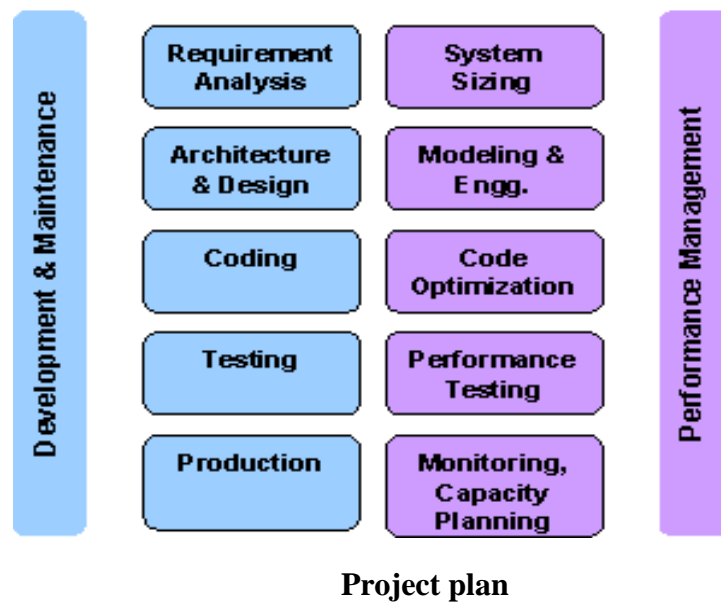 Development & Maintenance
Requirement
Analysis
System
Sizing
Architecture
& Design
Modeling &
Engg.
Coding
Code
Optimization
Testing
Performance
Testing
Production
Monitoring,
Capacity
Planning
Performance Management
Project plan